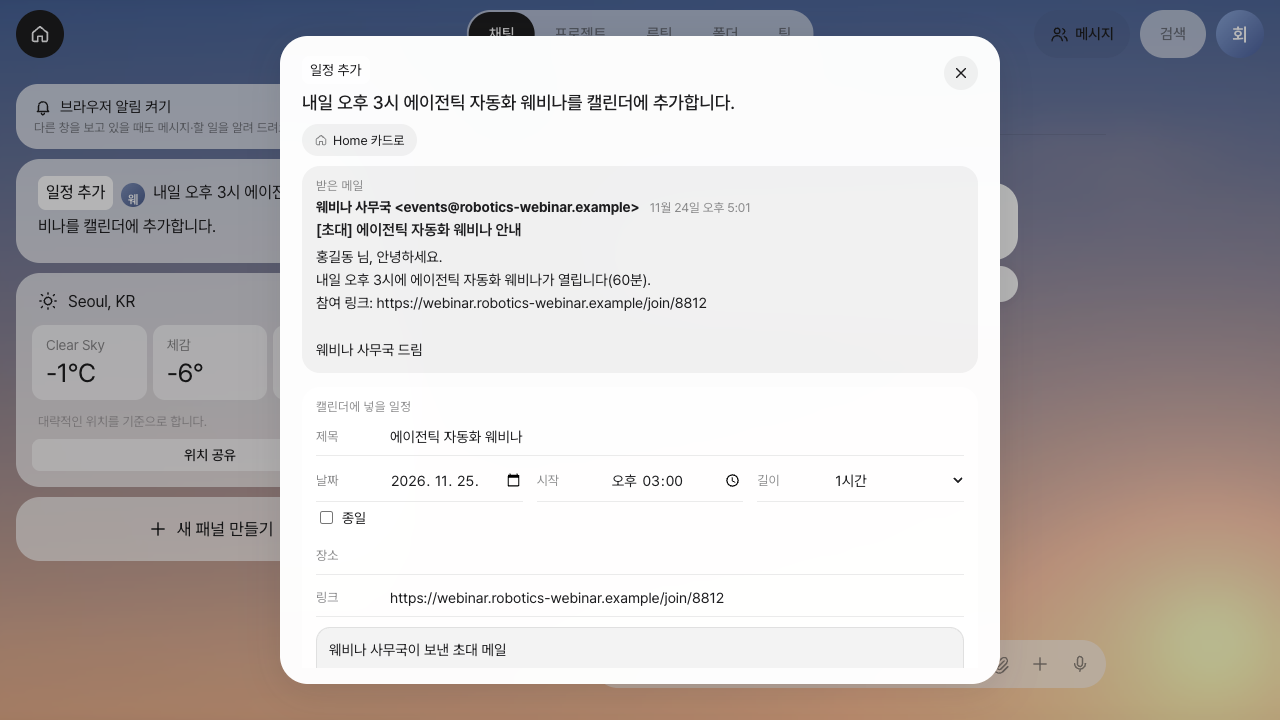 채팅
프로젝트
루틴
폴더
팀
메시지
검색
회
브라우저 알림 켜기
다른 창을 보고 있을 때도 메시지·할 일을 알려 드려
일정 추가
웨
내일 오후 3시 에이전
비나를 캘린더에 추가합니다.
Seoul, KR
Clear Sky
-1°C
체감
-6°
대략적인 위치를 기준으로 합니다.
위치 공유
새 패널 만들기
일정 추가
내일 오후 3시 에이전틱 자동화 웨비나를 캘린더에 추가합니다.
Home 카드로
받은 메일
웨비나 사무국 <events@robotics-webinar.example> 11월 24일 오후 5:01
[초대] 에이전틱 자동화 웨비나 안내
홍길동 님, 안녕하세요.
내일 오후 3시에 에이전틱 자동화 웨비나가 열립니다(60분).
참여 링크: https://webinar.robotics-webinar.example/join/8812
웨비나 사무국 드림
캘린더에 넣을 일정
제목 에이전틱 자동화 웨비나
날짜 2026. 11. 25. 시작 오후 03:00 길이 1시간
종일
장소
링크 https://webinar.robotics-webinar.example/join/8812
웨비나 사무국이 보낸 초대 메일